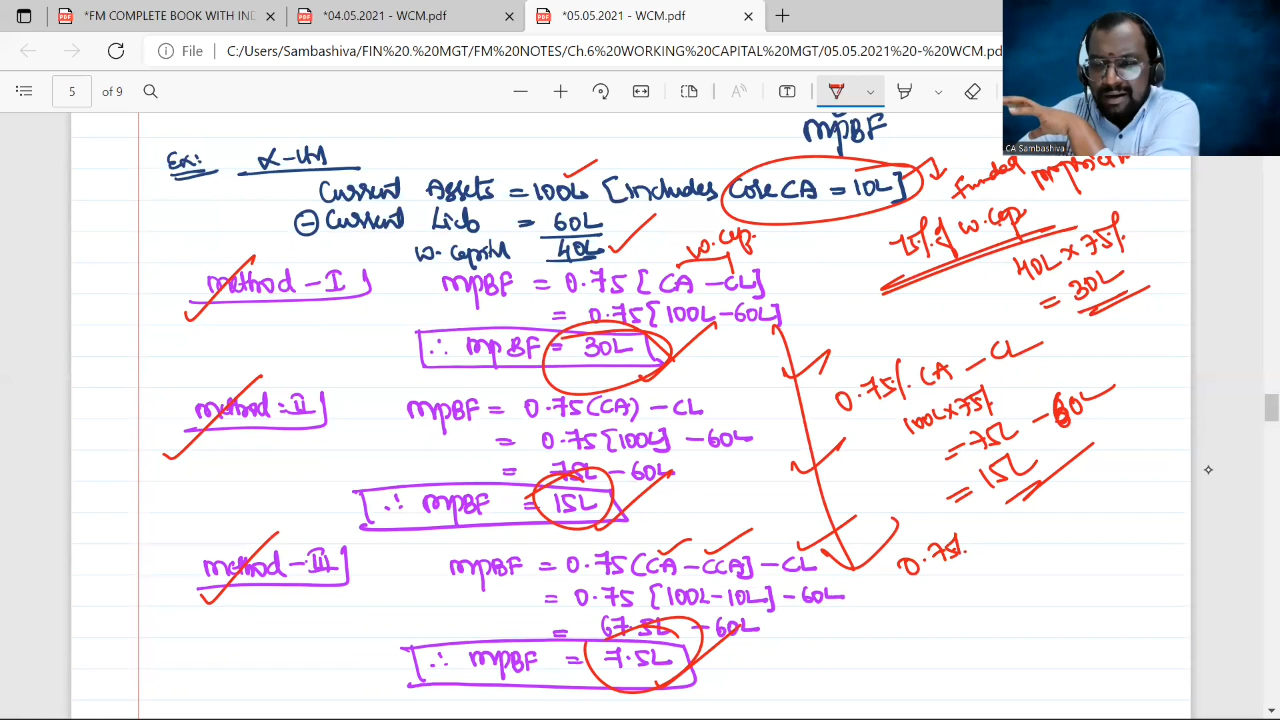 *FM COMPLETE BOOK WITH IND
*04.05.2021 - WCM.pdf
*05.05.2021 - WCM.pdf
File
C:/Users/Sambashiva/FIN%20.%20MGT/FM%20NOTES/Ch.6%20WORKING%20CAPITAL%20MGT/05.05.2021%20-%20WCM.pd
5 of 9
CA Sambashiva
MPBF
Ex: α-Ltd
Current Assets = 100L [Includes Core CA = 10L]
⊖ Current Liab = 60L
W. Capital 40L
Funded
75% of W.cap
W.cap.
40L x 75%
= 30L
Method - I
MPBF = 0.75 [CA - CL]
= 0.75 [100L - 60L]
∴ MPBF = 30L
0.75% CA - CL
100L x 75%
= 75L - 60L
= 15L
Method: II
MPBF = 0.75 (CA) - CL
= 0.75 [100L] - 60L
= 75L - 60L
∴ MPBF = 15L
0.75%
Method - III
MPBF = 0.75 (CA - CCA] - CL
= 0.75 [100L - 10L] - 60L
= 67.5L - 60L
∴ MPBF = 7.5L